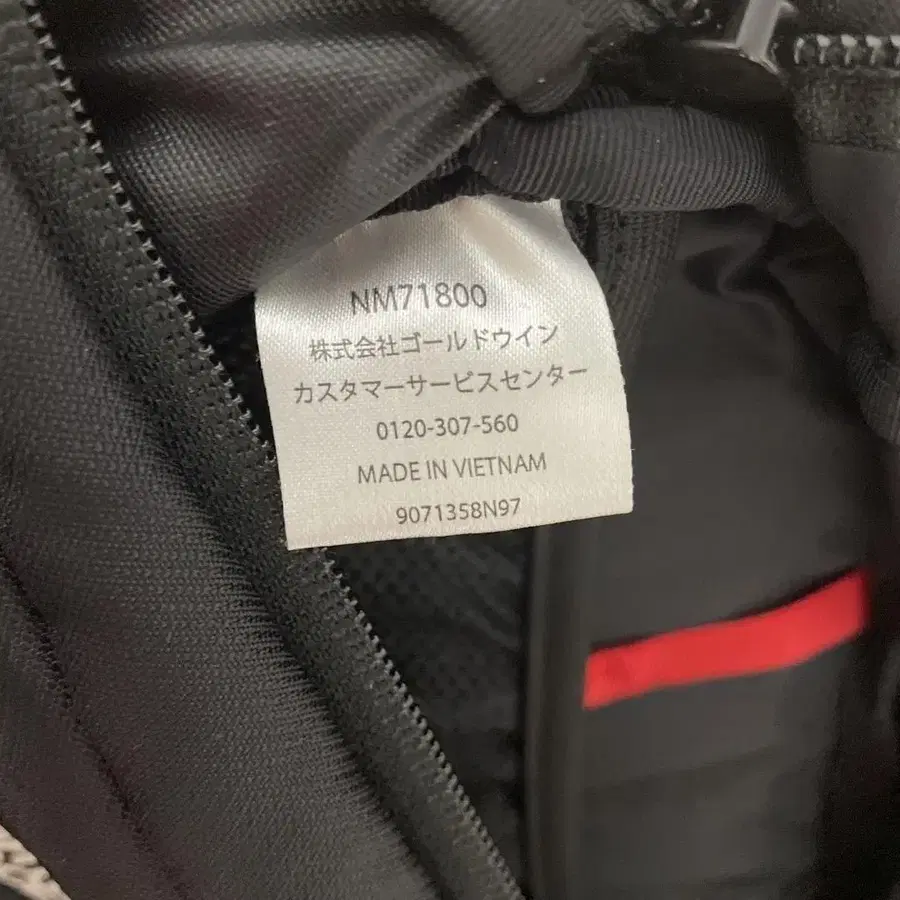 NM71800
株式会社ゴールドウイン
カスタマーサービスセンター
0120-307-560
MADE IN VIETNAM
9071358N97